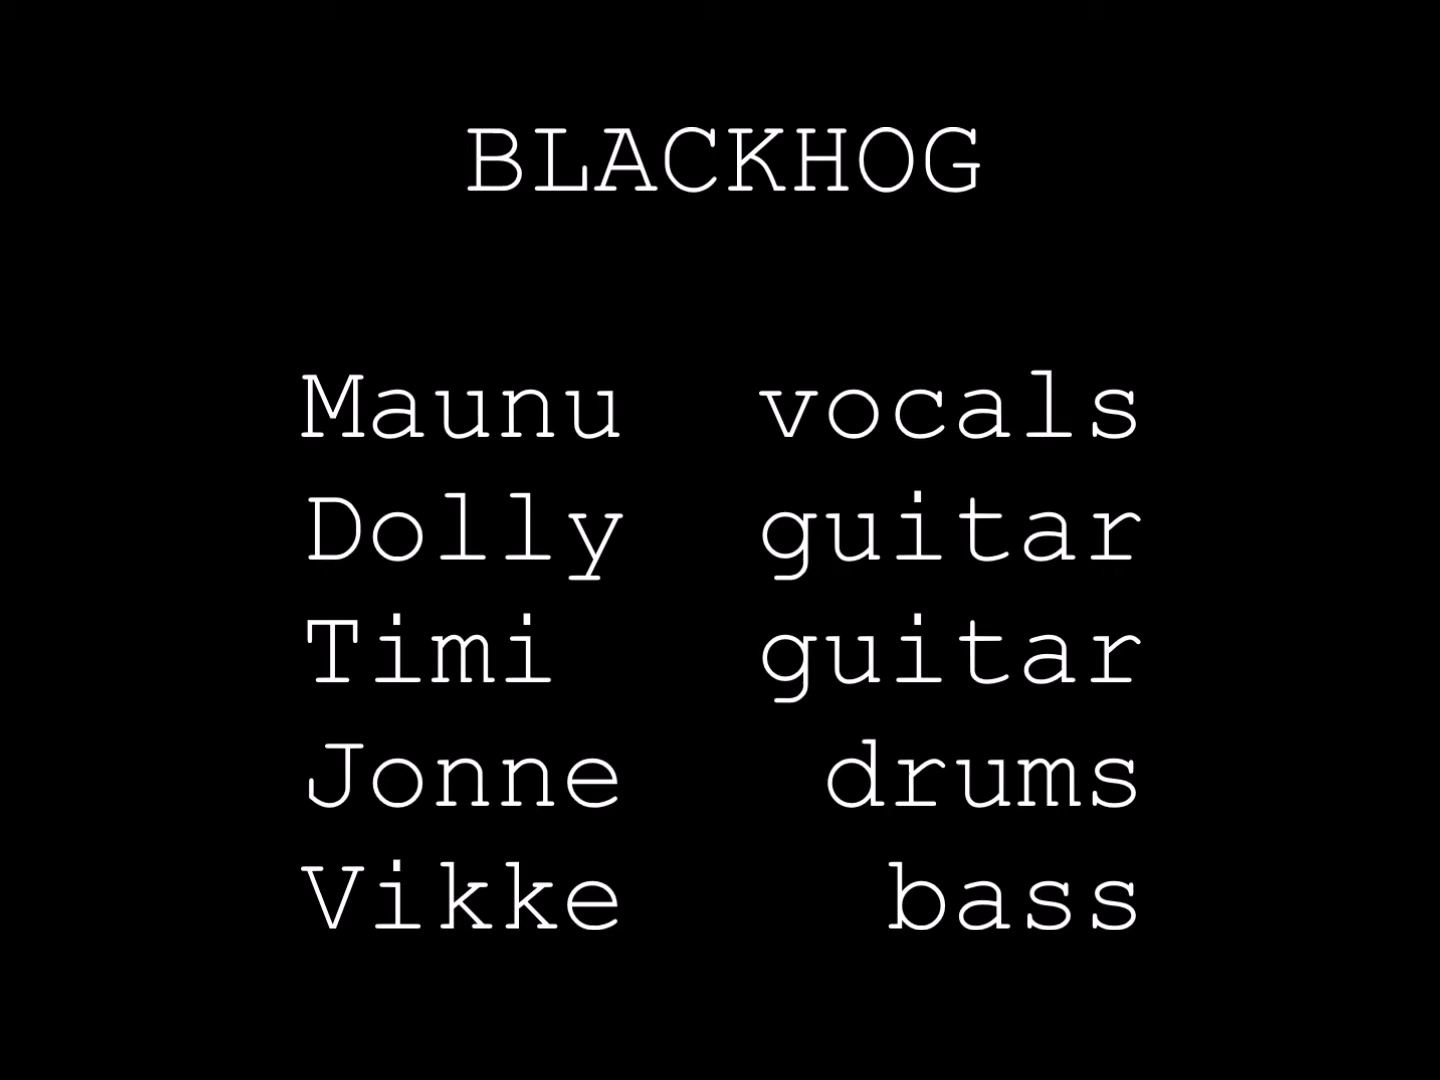 BLACKHOG
Maunu vocals
Dolly guitar
Timi guitar
Jonne drums
Vikke bass